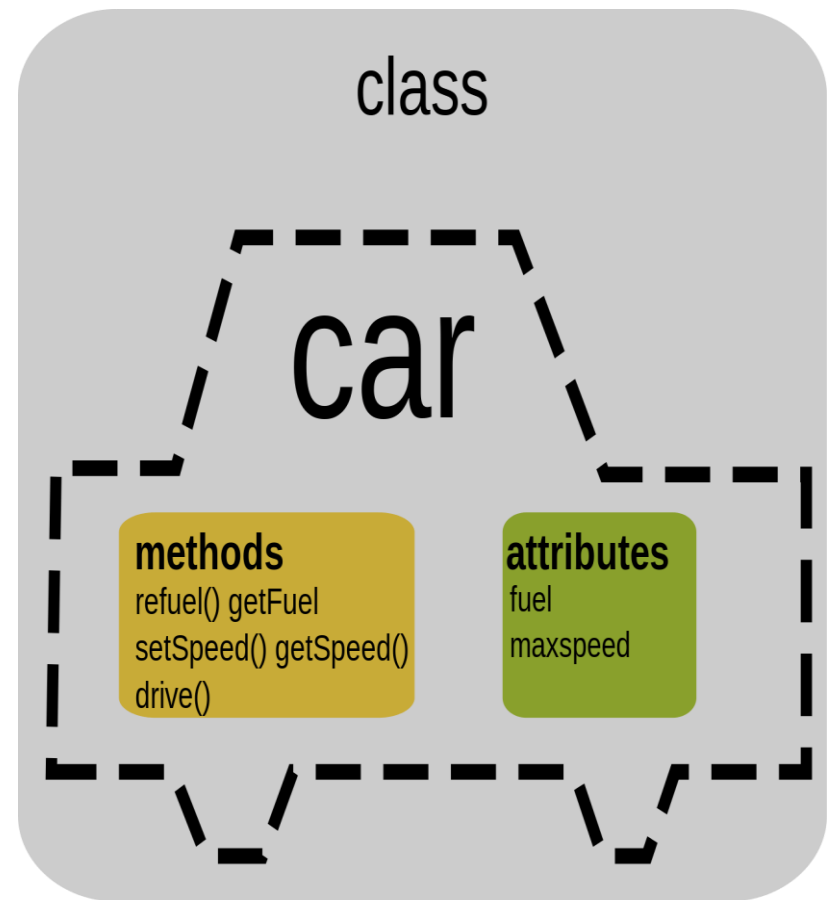 class
car
methods
refuel() getFuel
setSpeed() getSpeed()
drive()
attributes
fuel
maxspeed